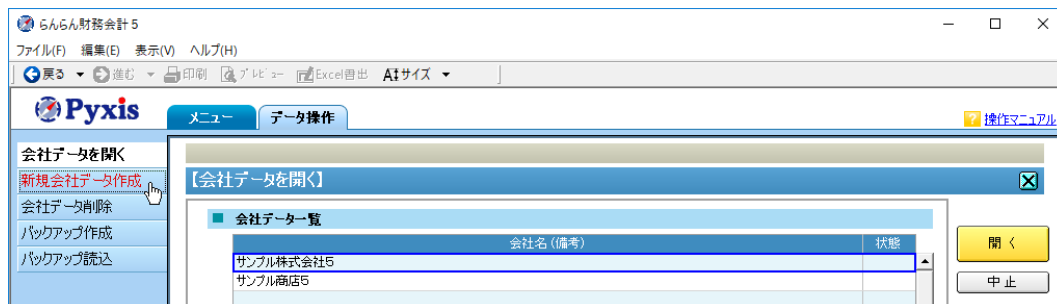 らんらん財務会計5
ファイル(F) 編集(E) 表示(V) ヘルプ(H)
戻る 進む 印刷 プレビュー Excel書出 サイズ
Pyxis メニュー データ操作 操作マニュアル
会社データを開く
新規会社データ作成 【会社データを開く】
会社データ削除 会社データ一覧
バックアップ作成 会社名(備考) 状態 開く
バックアップ読込 サンプル株式会社5
サンプル商店5 中止